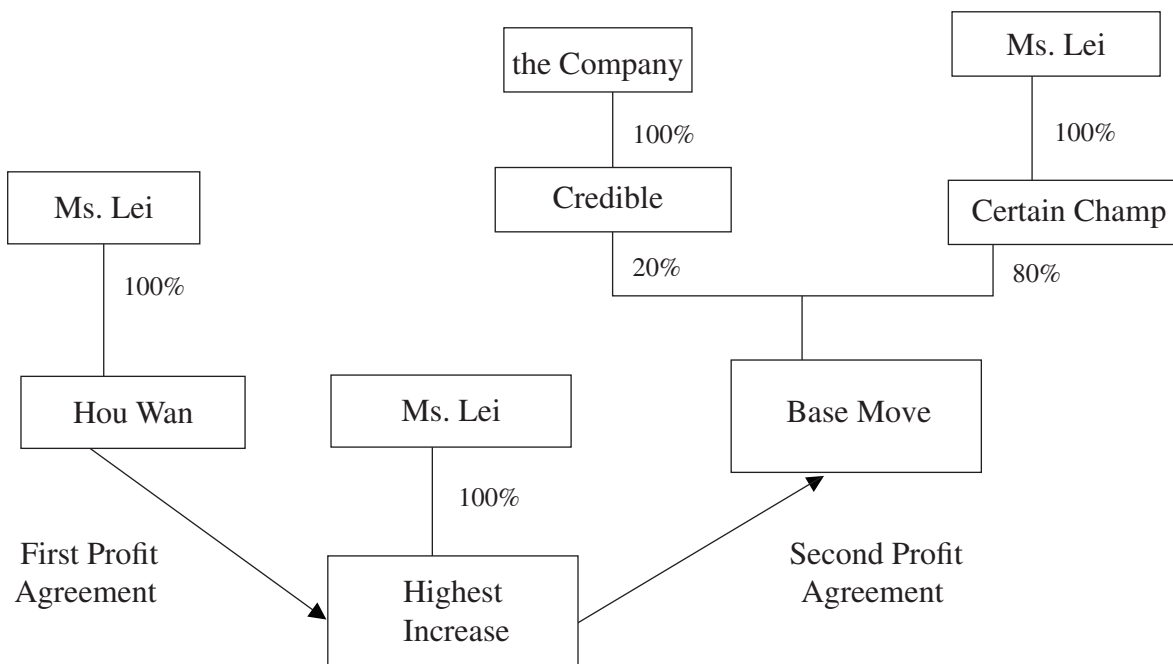 the Company
Ms. Lei
100%
100%
Ms. Lei
Credible
Certain Champ
100%
20%
80%
Hou Wan
Ms. Lei
Base Move
100%
First Profit
Agreement
Second Profit
Agreement
Highest
Increase